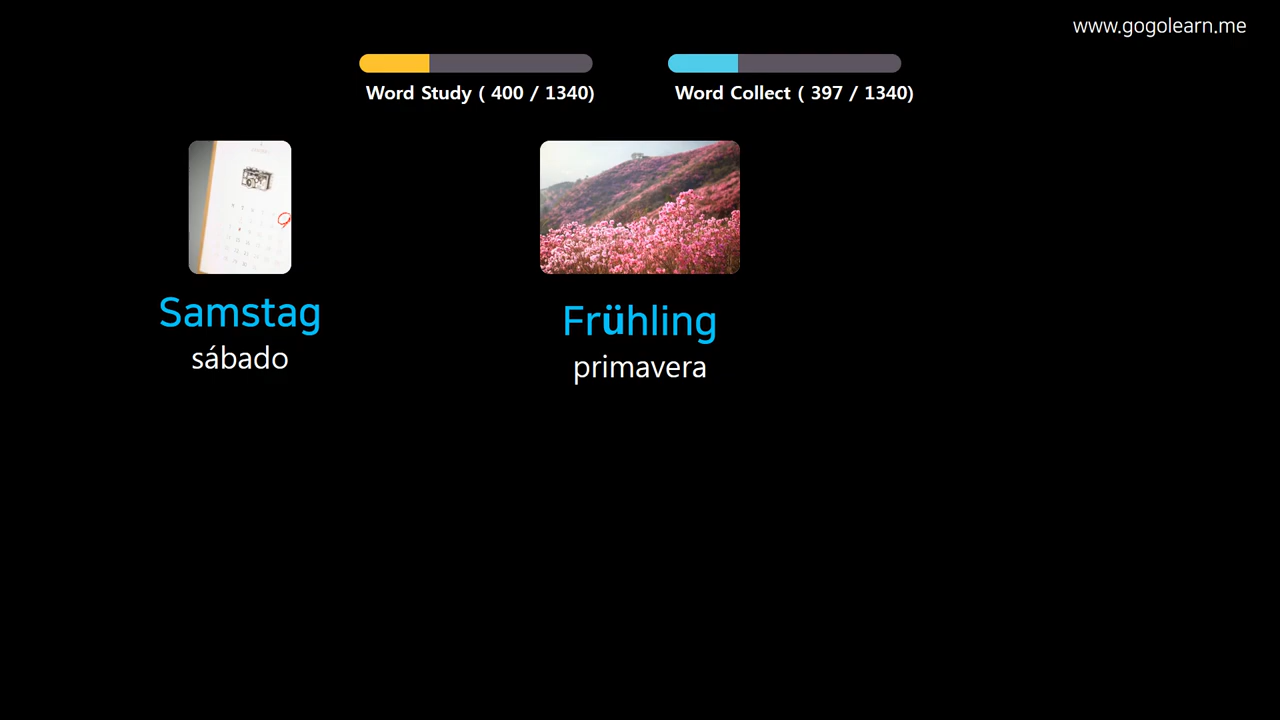 www.gogolearn.me
Word Study ( 400 / 1340)
Word Collect ( 397 / 1340)
Samstag
sábado
Frühling
primavera